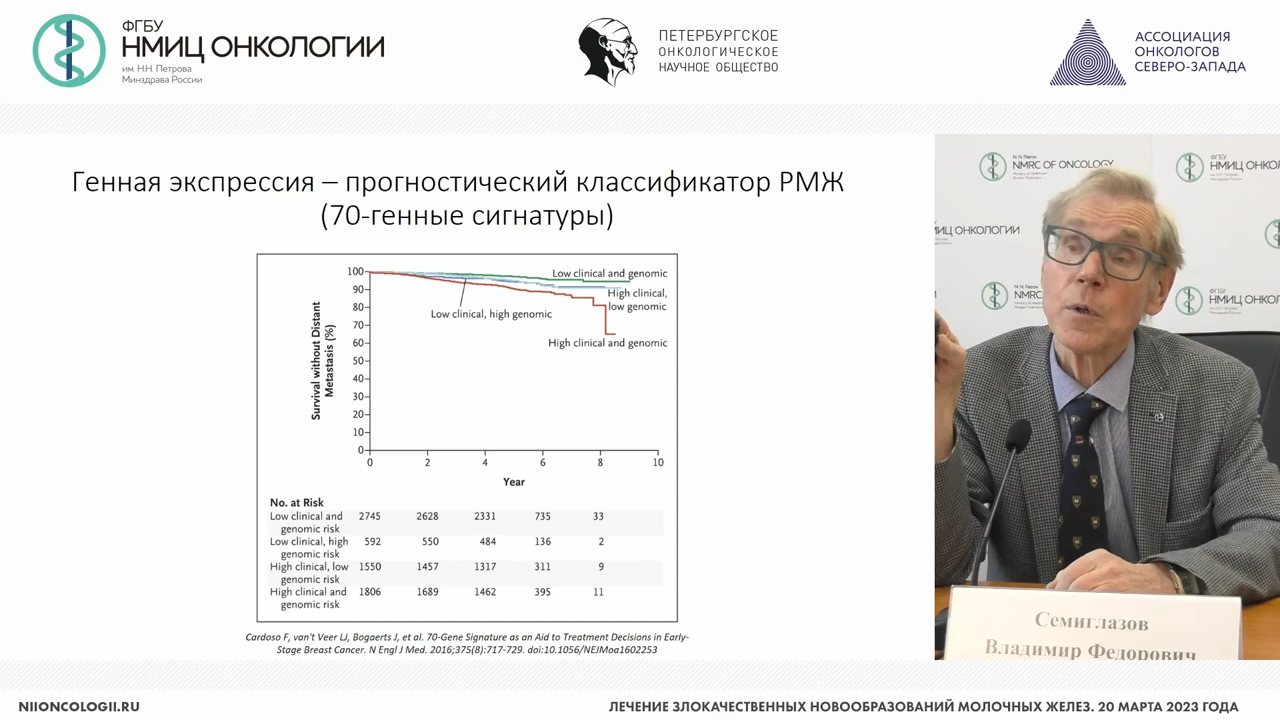 ФГБУ
НМИЦ ОНКОЛОГИИ
им. Н.Н. Петрова
Минздрава России
ПЕТЕРБУРГСКОЕ
ОНКОЛОГИЧЕСКОЕ
НАУЧНОЕ ОБЩЕСТВО
АССОЦИАЦИЯ
ОНКОЛОГОВ
СЕВЕРО-ЗАПАДА
Генная экспрессия – прогностический классификатор РМЖ
(70-генные сигнатуры)
Survival without Distant
Metastasis (%)
100
90
80
70
60
50
40
30
20
10
0
Low clinical and genomic
High clinical,
low genomic
Low clinical, high genomic
High clinical and genomic
0 2 4 6 8 10
Year
No. at Risk
Low clinical and 2745 2628 2331 735 33
genomic risk
Low clinical, high 592 550 484 136 2
genomic risk
High clinical, low 1550 1457 1317 311 9
genomic risk
High clinical and 1806 1689 1462 395 11
genomic risk
Cardoso F, van't Veer LJ, Bogaerts J, et al. 70-Gene Signature as an Aid to Treatment Decisions in Early-
Stage Breast Cancer. N Engl J Med. 2016;375(8):717-729. doi:10.1056/NEJMoa1602253
N.N. Petrov
NMRC OF ONCOLOGY
ФГБУ
НМИЦ ОНКО
ИЦ ОНКОЛОГИИ
NMRC
ФГБУ
НМИЦ ОНКО
Семиглазов
Владимир Федорович
NIIONCOLOGII.RU
ЛЕЧЕНИЕ ЗЛОКАЧЕСТВЕННЫХ НОВООБРАЗОВАНИЙ МОЛОЧНЫХ ЖЕЛЕЗ. 20 МАРТА 2023 ГОДА